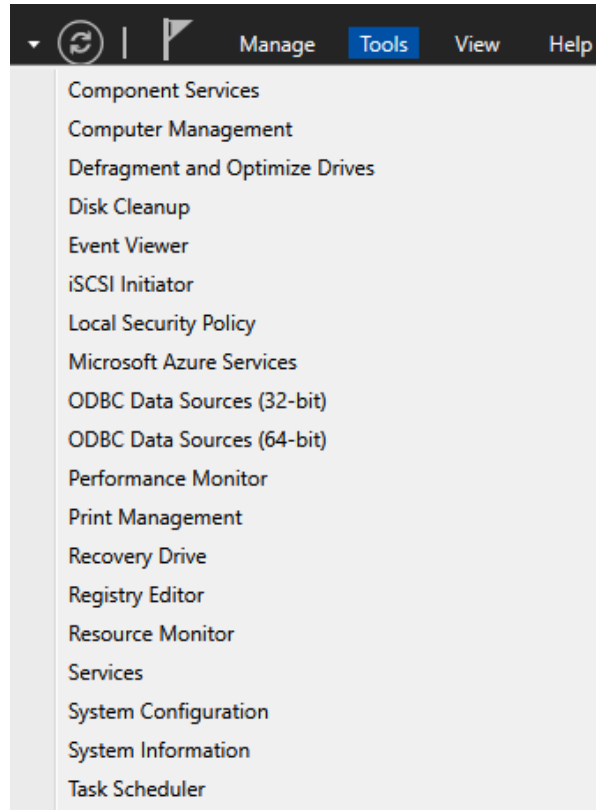 Manage Tools View Help
Component Services
Computer Management
Defragment and Optimize Drives
Disk Cleanup
Event Viewer
iSCSI Initiator
Local Security Policy
Microsoft Azure Services
ODBC Data Sources (32-bit)
ODBC Data Sources (64-bit)
Performance Monitor
Print Management
Recovery Drive
Registry Editor
Resource Monitor
Services
System Configuration
System Information
Task Scheduler